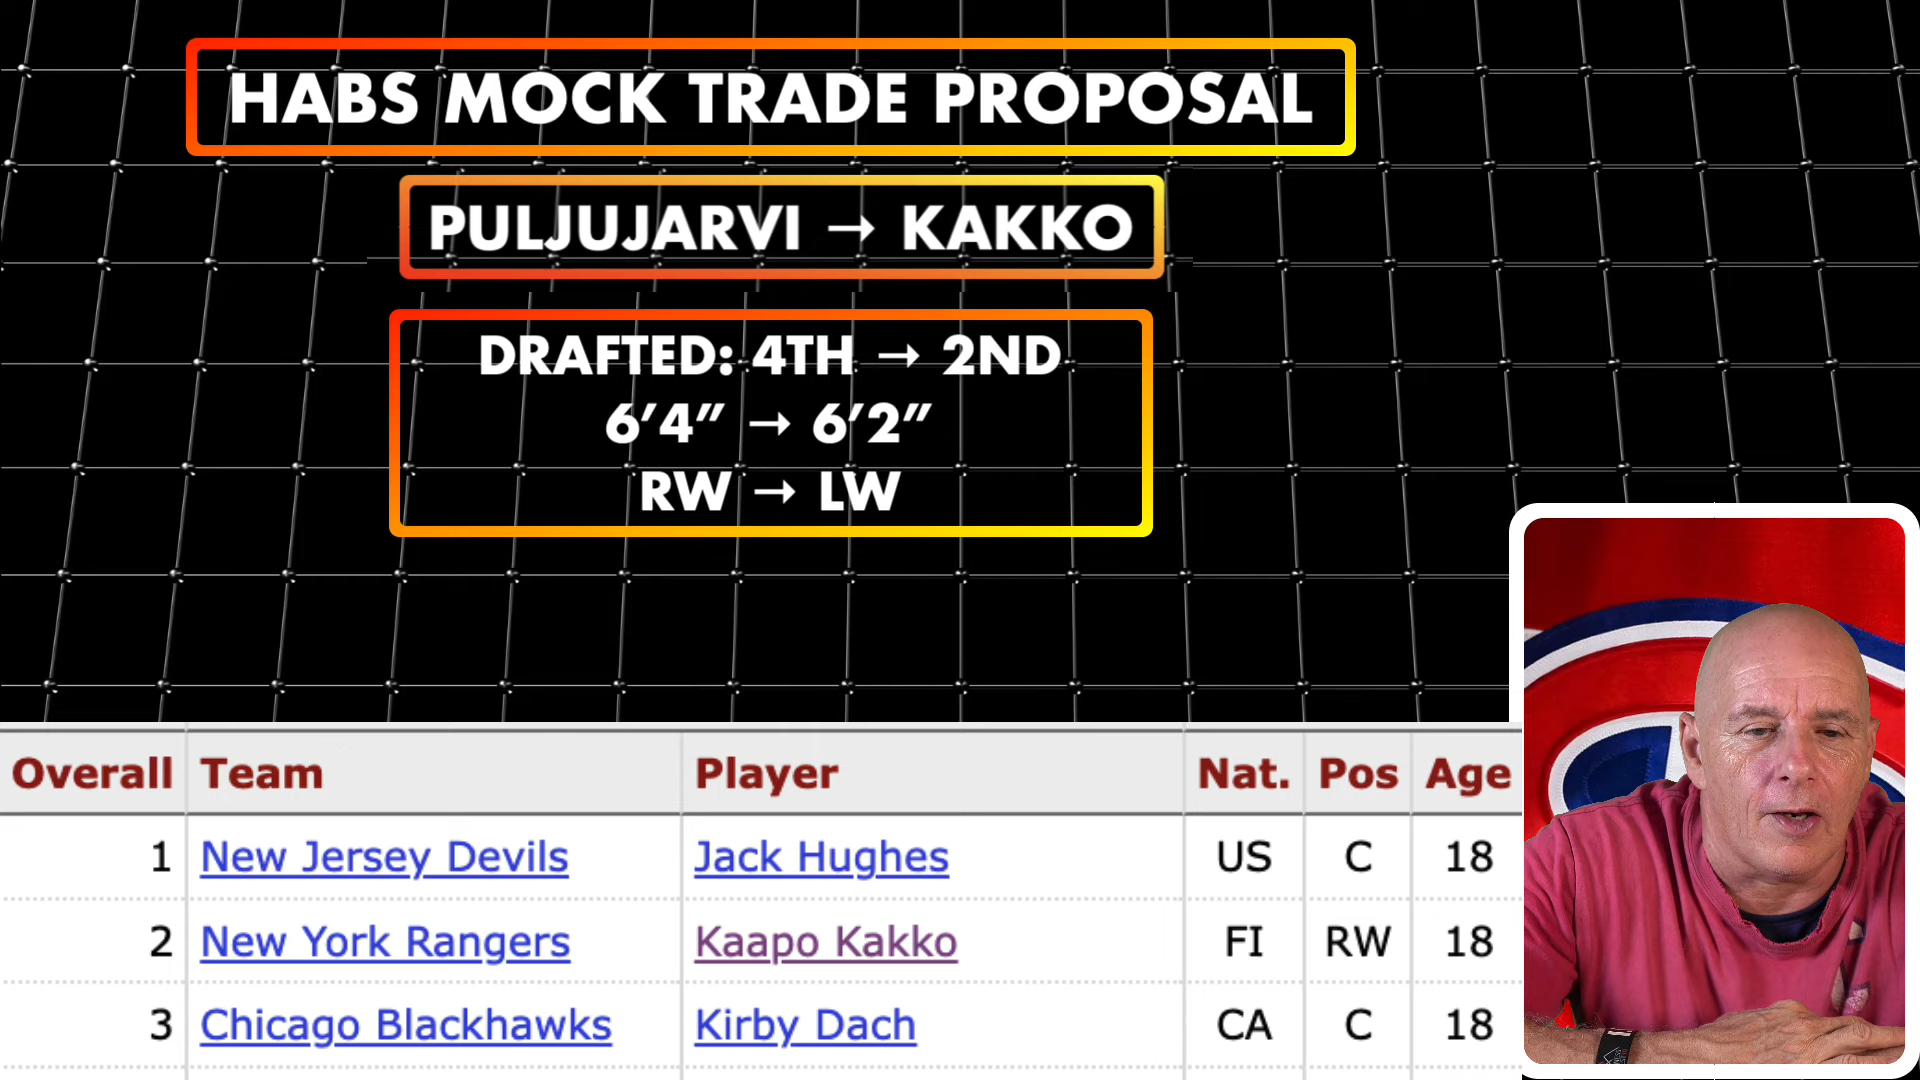 HABS MOCK TRADE PROPOSAL
PULJUJARVI → KAKKO
DRAFTED: 4TH → 2ND
6’4” → 6’2”
RW → LW
Overall Team Player Nat. Pos Age
1 New Jersey Devils Jack Hughes US C 18
2 New York Rangers Kaapo Kakko FI RW 18
3 Chicago Blackhawks Kirby Dach CA C 18